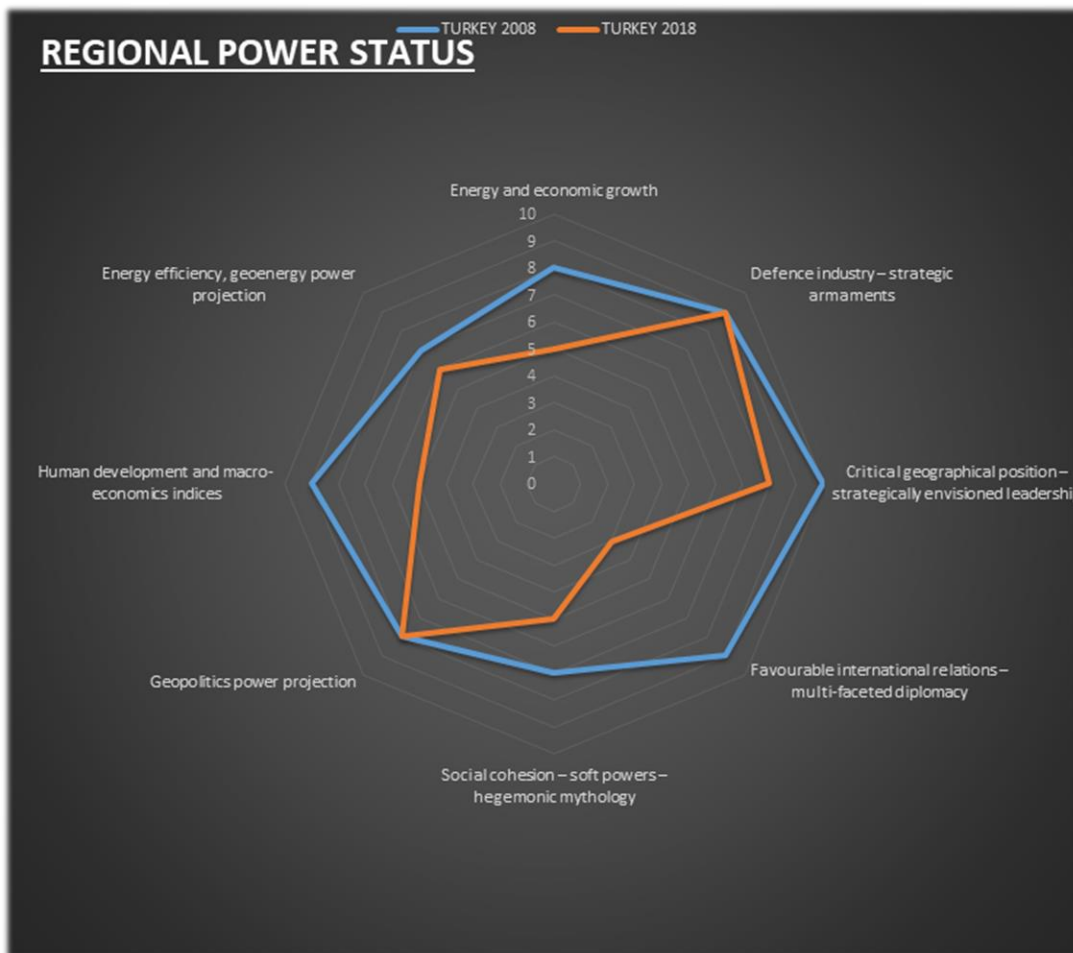 TURKEY 2008
TURKEY 2018
REGIONAL POWER STATUS
Energy and economic growth
10
9
8
7
6
5
4
3
2
1
0
Energy efficiency, geoenergy power
projection
Defence industry – strategic
armaments
Human development and macro-
economics indices
Critical geographical position –
strategically envisioned leadershi
Geopolitics power projection
Favourable international relations –
multi-faceted diplomacy
Social cohesion – soft powers –
hegemonic mythology